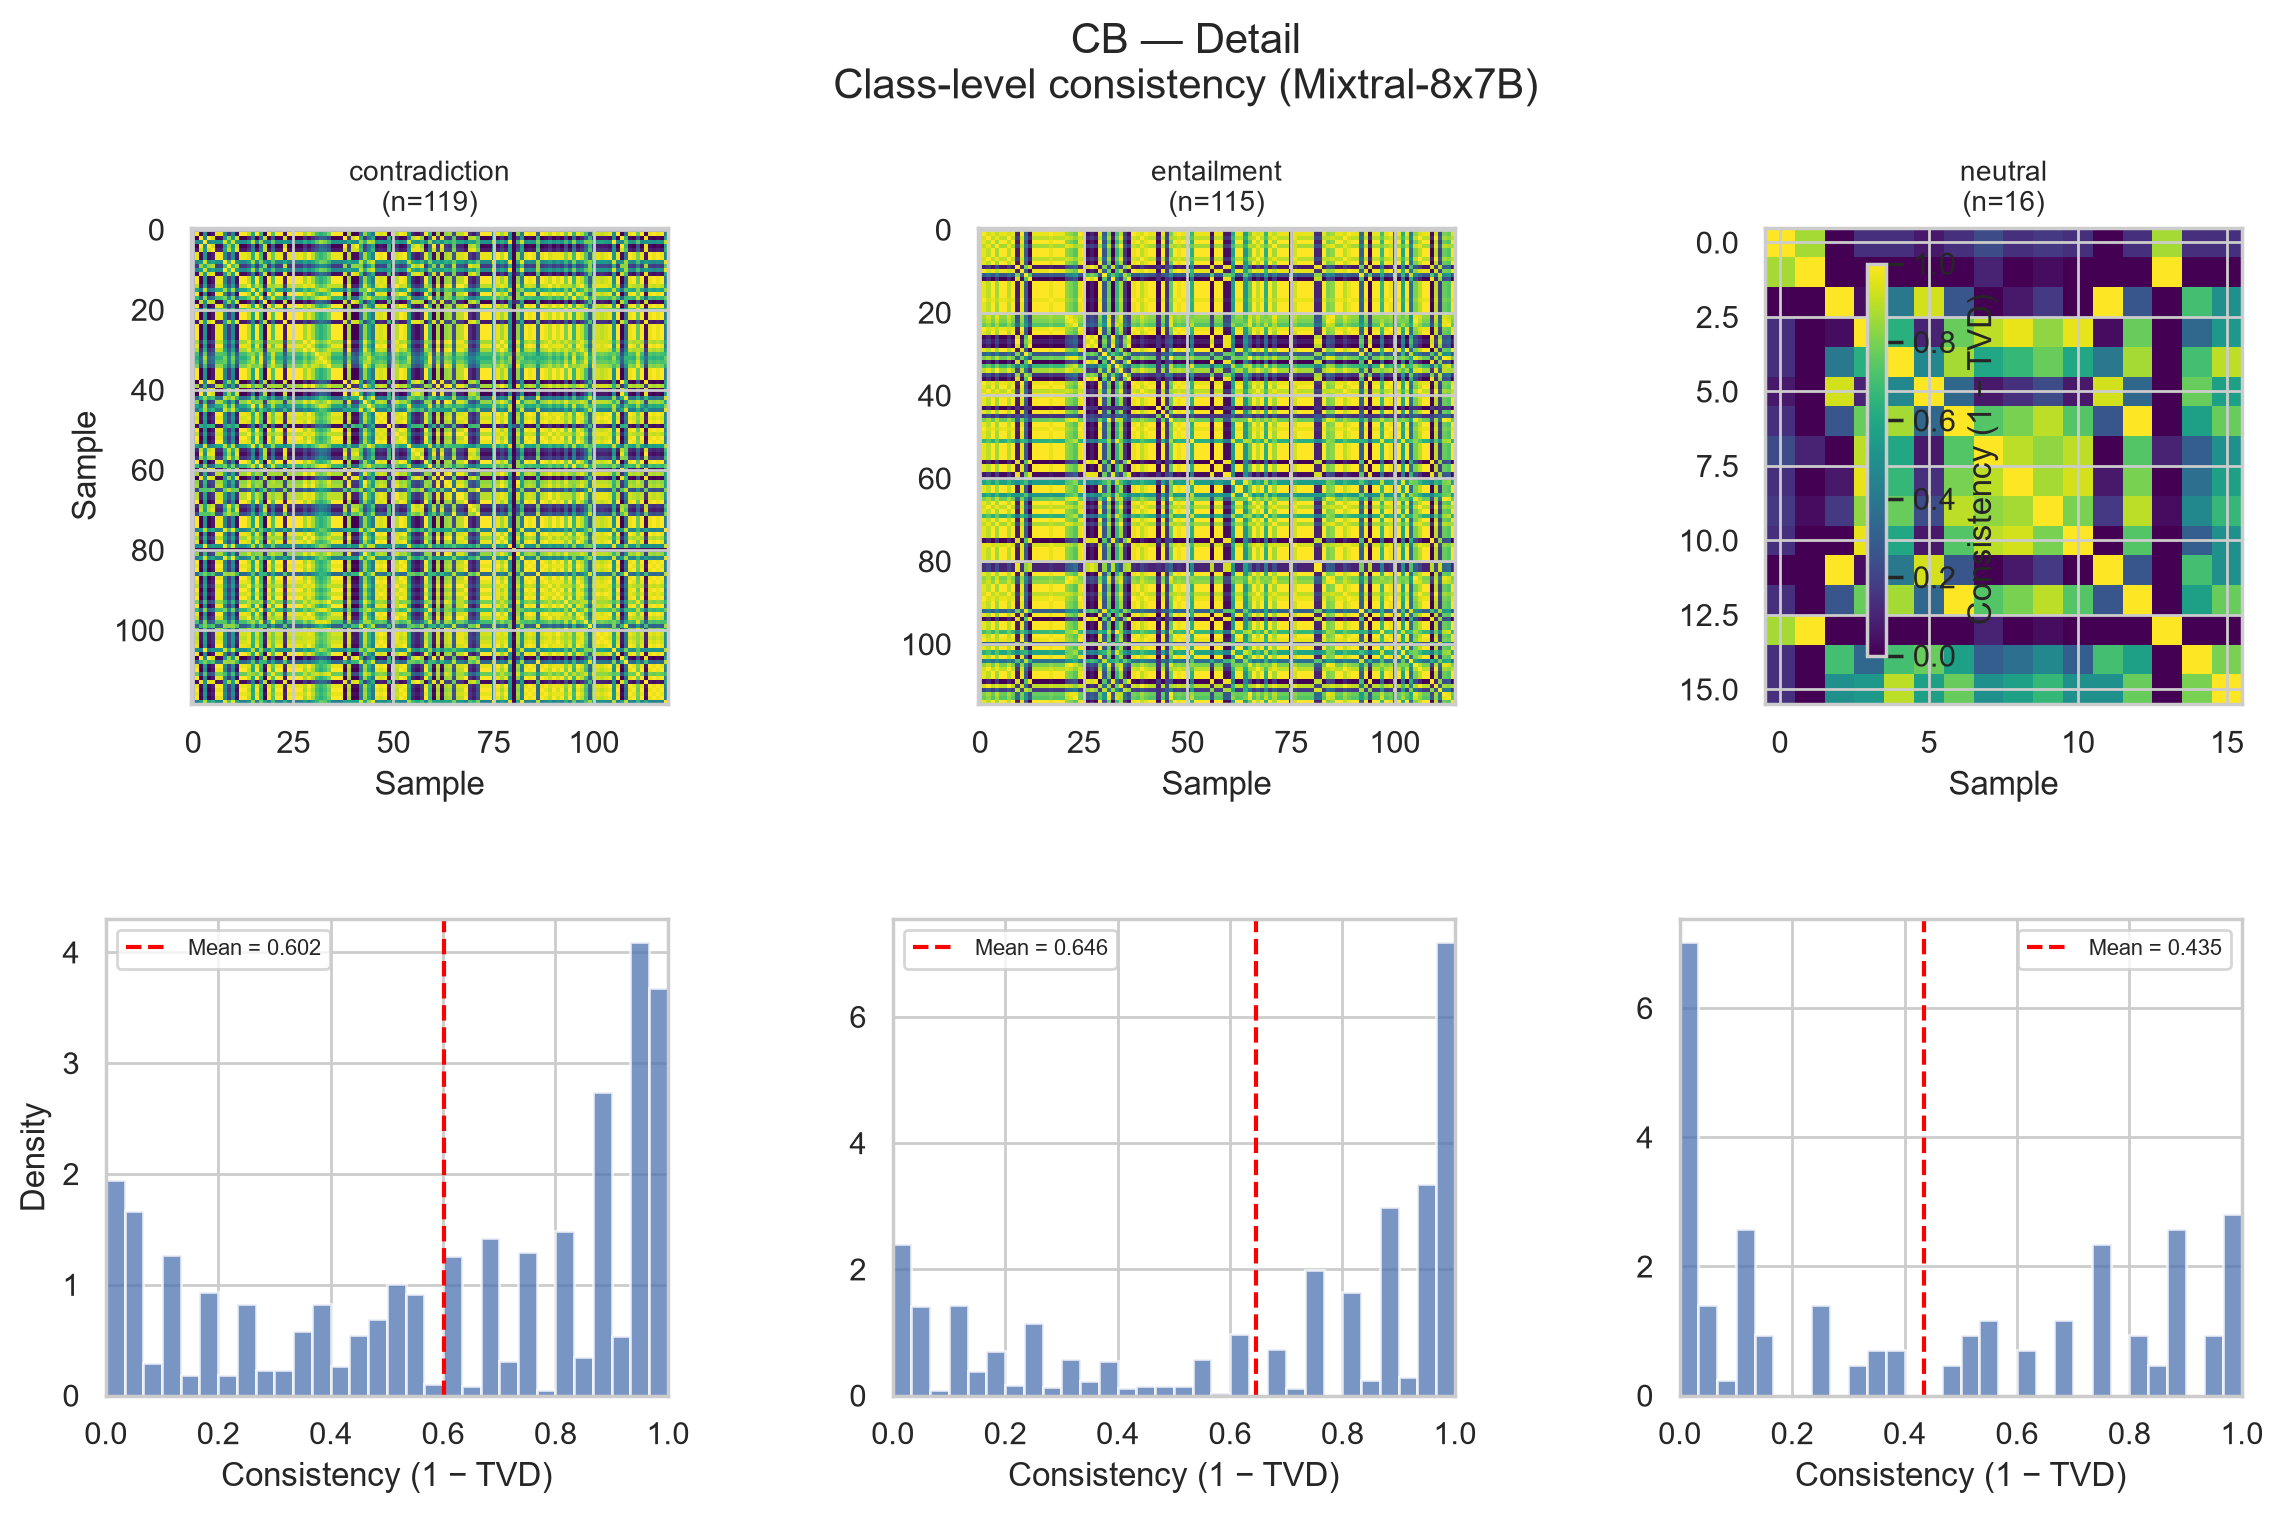 CB — Detail
Class-level consistency (Mixtral-8x7B)
contradiction
(n=119)
0
20
40
60
80
100
Sample
0 25 50 75 100
Sample
entailment
(n=115)
0
20
40
60
80
100
0 25 50 75 100
Sample
neutral
(n=16)
0.0
2.5
5.0
7.5
10.0
12.5
15.0
0 5 10 15
Sample
1.0
0.8
0.6
0.4
0.2
0.0
Consistency (1 − TVD)
Mean = 0.602
4
3
2
1
0
Density
0.0 0.2 0.4 0.6 0.8 1.0
Consistency (1 − TVD)
Mean = 0.646
6
4
2
0
0.0 0.2 0.4 0.6 0.8 1.0
Consistency (1 − TVD)
Mean = 0.435
6
4
2
0
0.0 0.2 0.4 0.6 0.8 1.0
Consistency (1 − TVD)